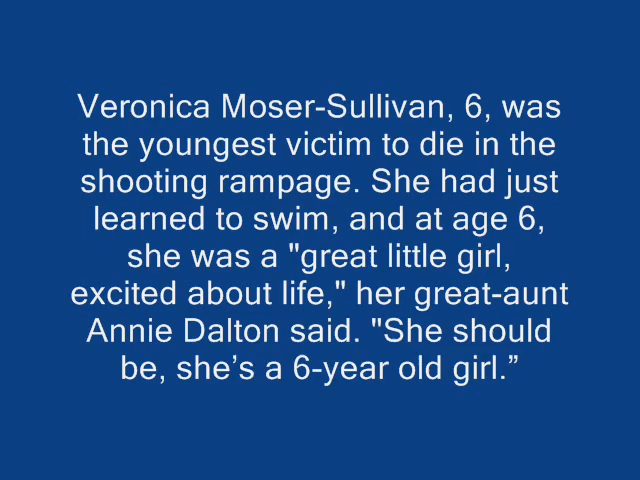 Veronica Moser-Sullivan, 6, was
the youngest victim to die in the
shooting rampage. She had just
learned to swim, and at age 6,
she was a "great little girl,
excited about life," her great-aunt
Annie Dalton said. "She should
be, she’s a 6-year old girl.”